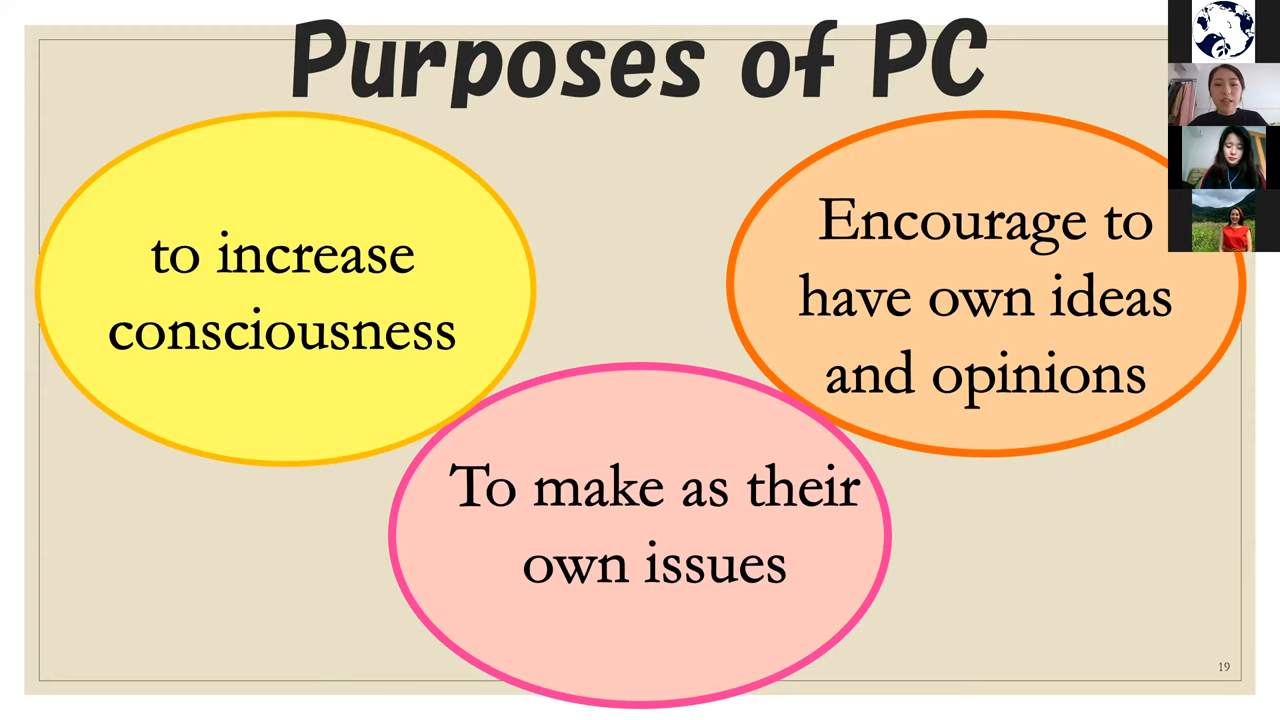 Purposes of PC
to increase
consciousness
Encourage to
have own ideas
and opinions
To make as their
own issues
19